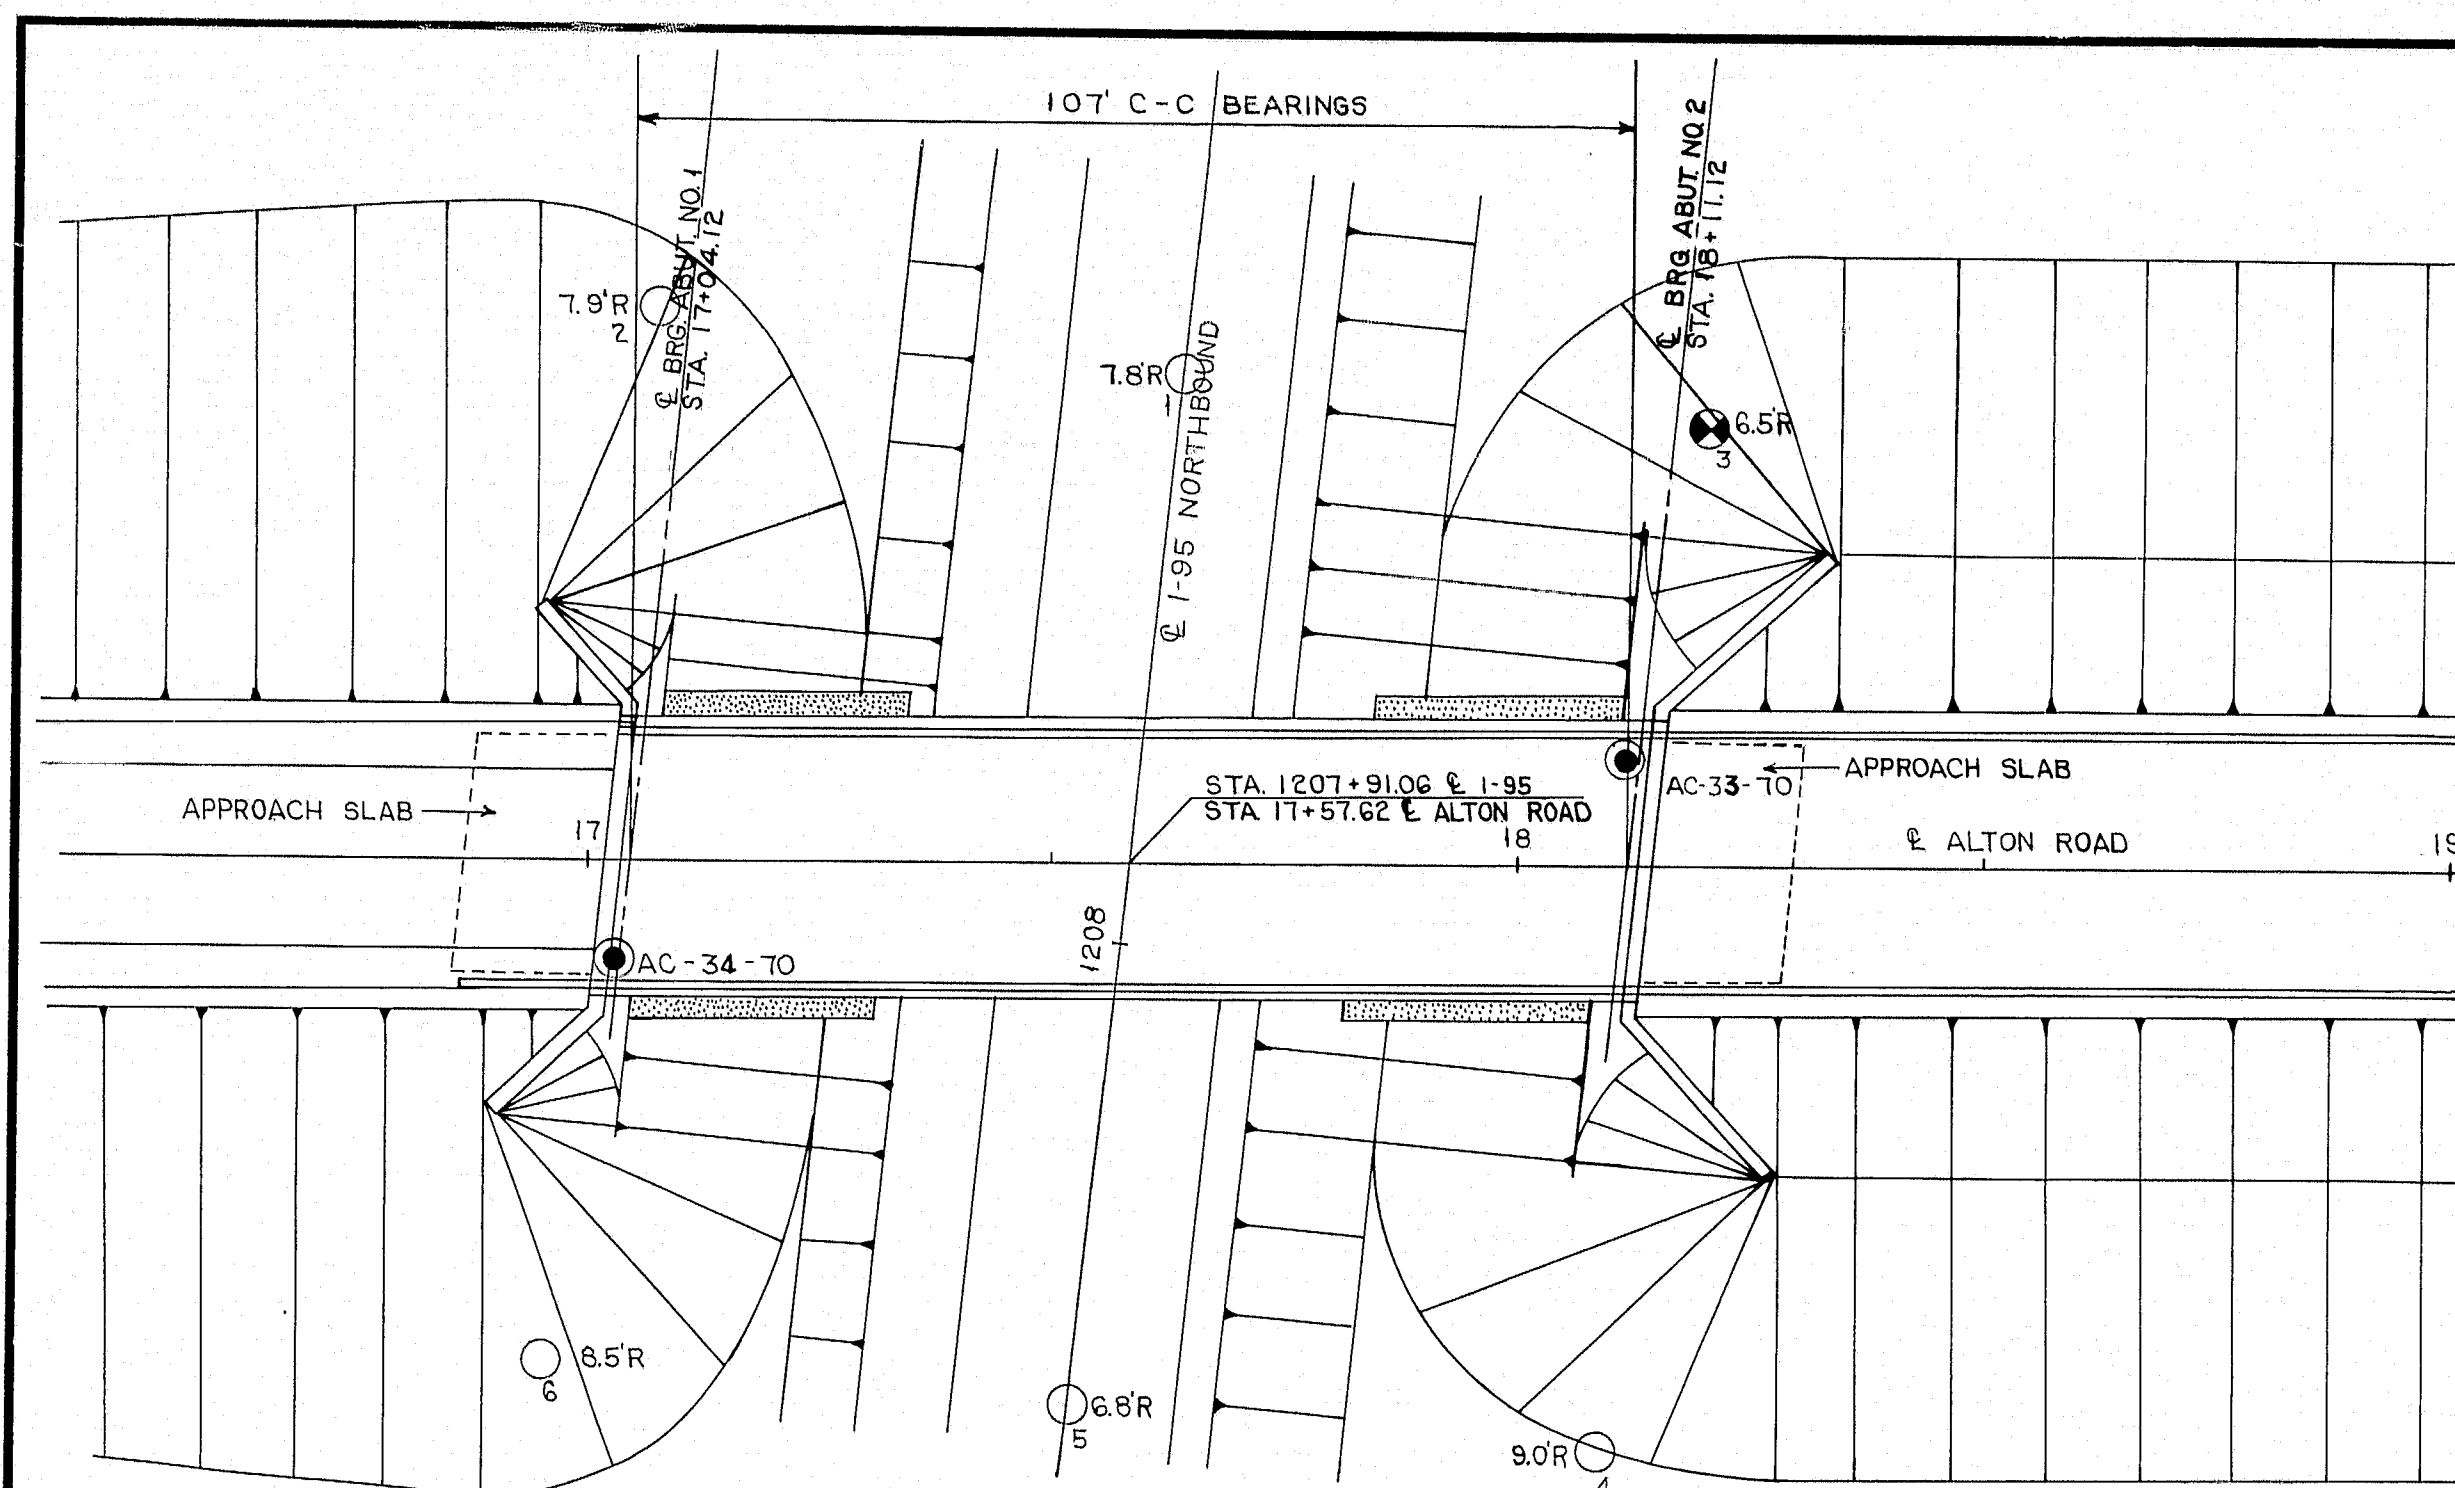 107' C-C BEARINGS
℄ BRG. ABUT. NO. 1
STA. 17+04.12
℄ BRG. ABUT. NO. 2
STA. 18+11.12
7.9'R
2
7.8'R
1
℄ I-95 NORTHBOUND
6.5'R
3
STA. 1207+91.06 ℄ I-95
STA. 17+57.62 ℄ ALTON ROAD
APPROACH SLAB
AC-33-70
APPROACH SLAB
17
18
℄ ALTON ROAD
19
1208
AC-34-70
8.5'R
6
6.8'R
5
9.0'R
4